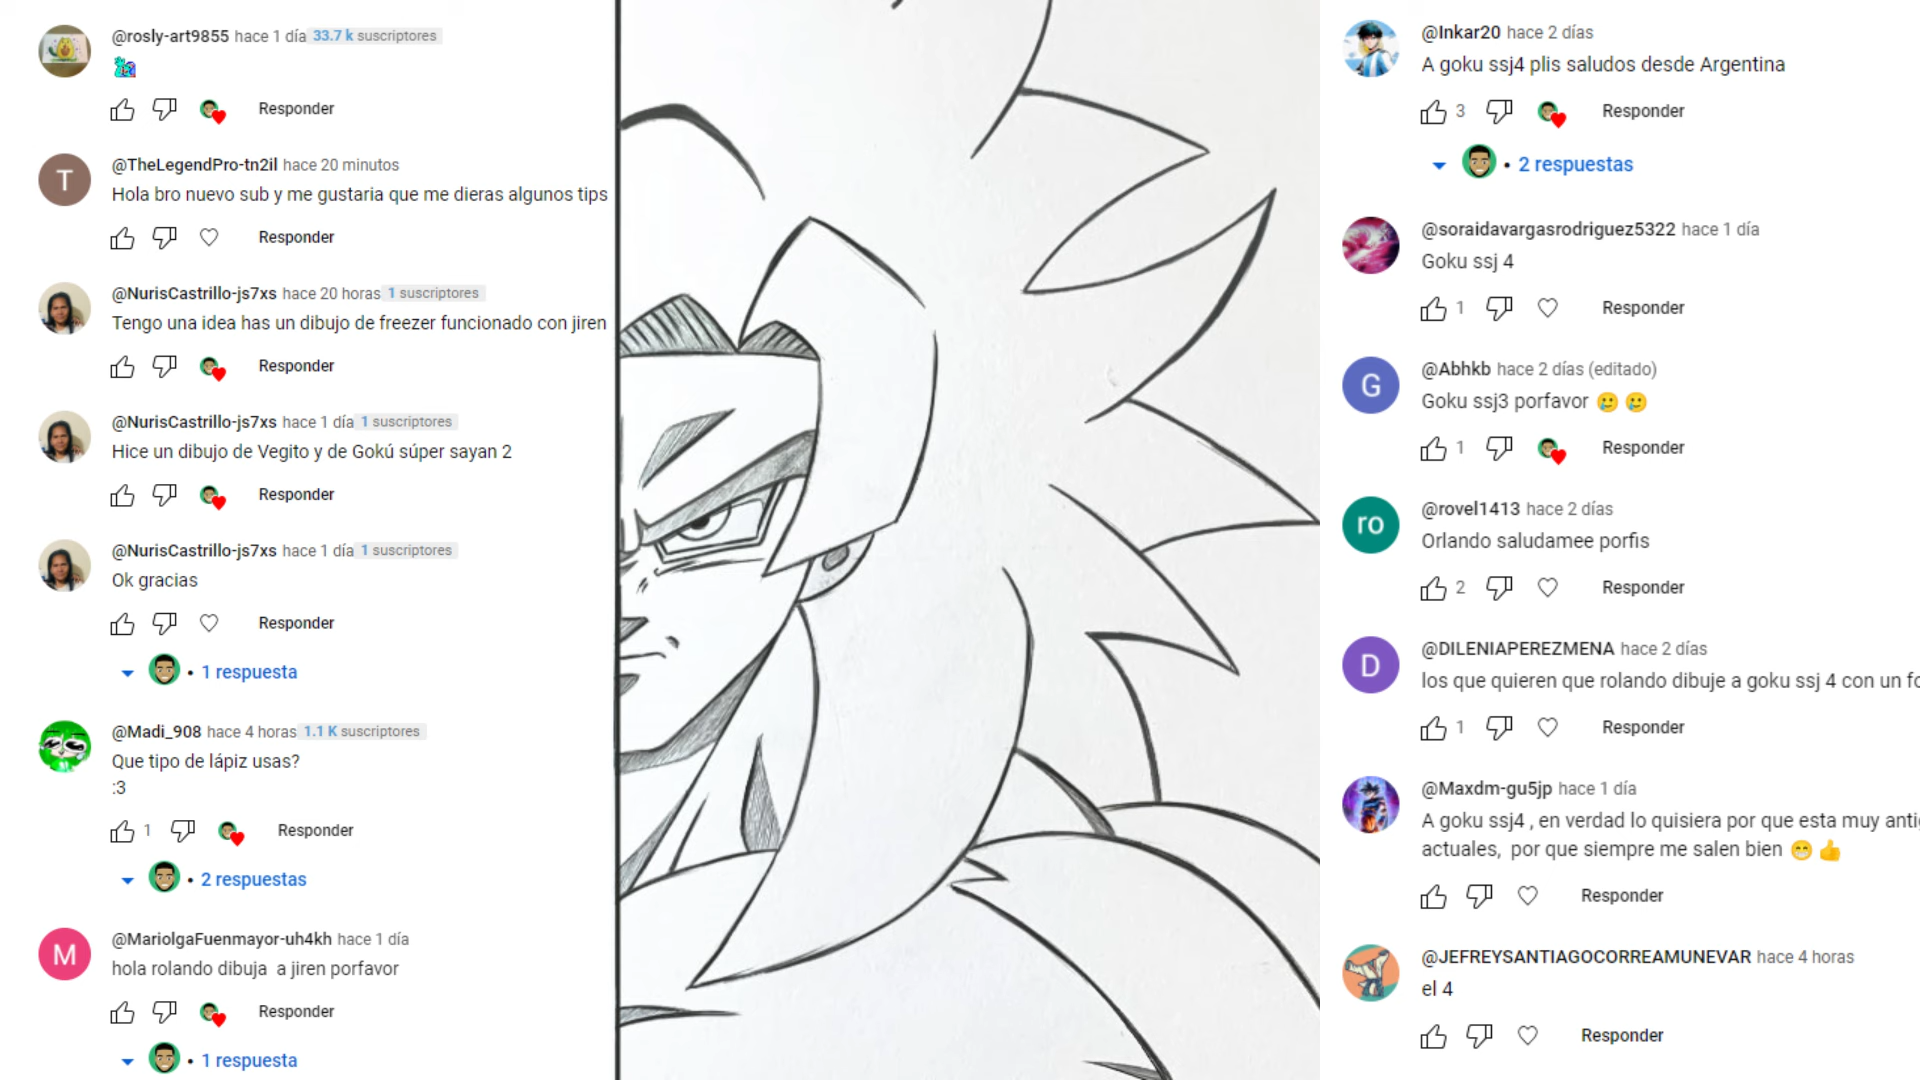 @rosly-art9855 hace 1 día 33.7 k suscriptores
Responder
T
@TheLegendPro-tn2il hace 20 minutos
Hola bro nuevo sub y me gustaria que me dieras algunos tips
Responder
@NurisCastrillo-js7xs hace 20 horas 1 suscriptores
Tengo una idea has un dibujo de freezer funcionado con jiren
Responder
@NurisCastrillo-js7xs hace 1 día 1 suscriptores
Hice un dibujo de Vegito y de Gokú súper sayan 2
Responder
@NurisCastrillo-js7xs hace 1 día 1 suscriptores
Ok gracias
Responder
• 1 respuesta
@Madi_908 hace 4 horas 1.1 K suscriptores
Que tipo de lápiz usas?
:3
1 Responder
• 2 respuestas
M
@MariolgaFuenmayor-uh4kh hace 1 día
hola rolando dibuja a jiren porfavor
Responder
• 1 respuesta
@Inkar20 hace 2 días
A goku ssj4 plis saludos desde Argentina
3 Responder
• 2 respuestas
@soraidavargasrodriguez5322 hace 1 día
Goku ssj 4
1 Responder
G
@Abhkb hace 2 días (editado)
Goku ssj3 porfavor 🥲 🥲
1 Responder
ro
@rovel1413 hace 2 días
Orlando saludamee porfis
2 Responder
D
@DILENIAPEREZMENA hace 2 días
los que quieren que rolando dibuje a goku ssj 4 con un fo
1 Responder
@Maxdm-gu5jp hace 1 día
A goku ssj4 , en verdad lo quisiera por que esta muy anti
actuales, por que siempre me salen bien 😁 👍
Responder
@JEFREYSANTIAGOCORREAMUNEVAR hace 4 horas
el 4
Responder